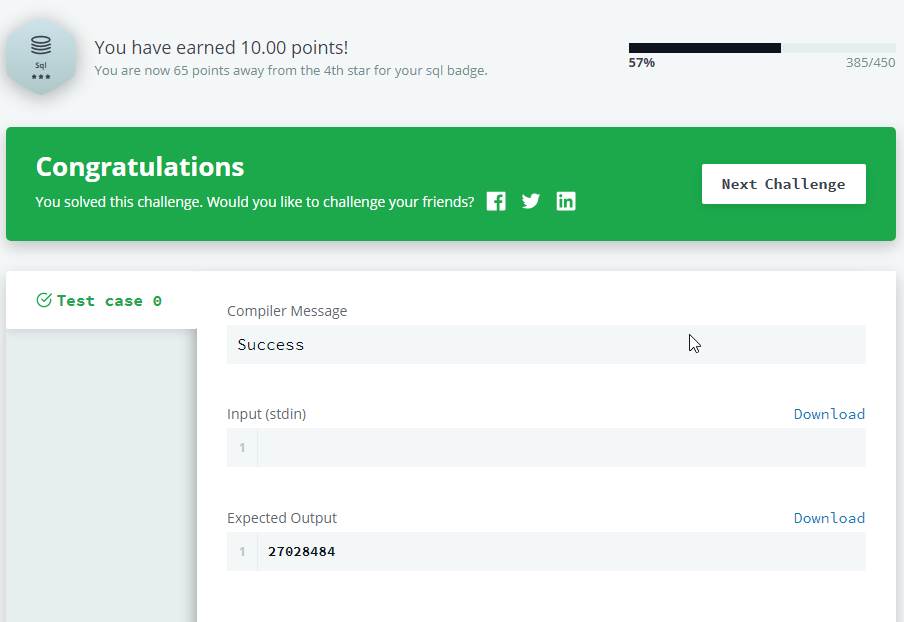 Sql
You have earned 10.00 points!
You are now 65 points away from the 4th star for your sql badge.
57%
385/450
Congratulations
You solved this challenge. Would you like to challenge your friends?
Next Challenge
Test case 0
Compiler Message
Success
Input (stdin)
Download
1
Expected Output
Download
1 27028484